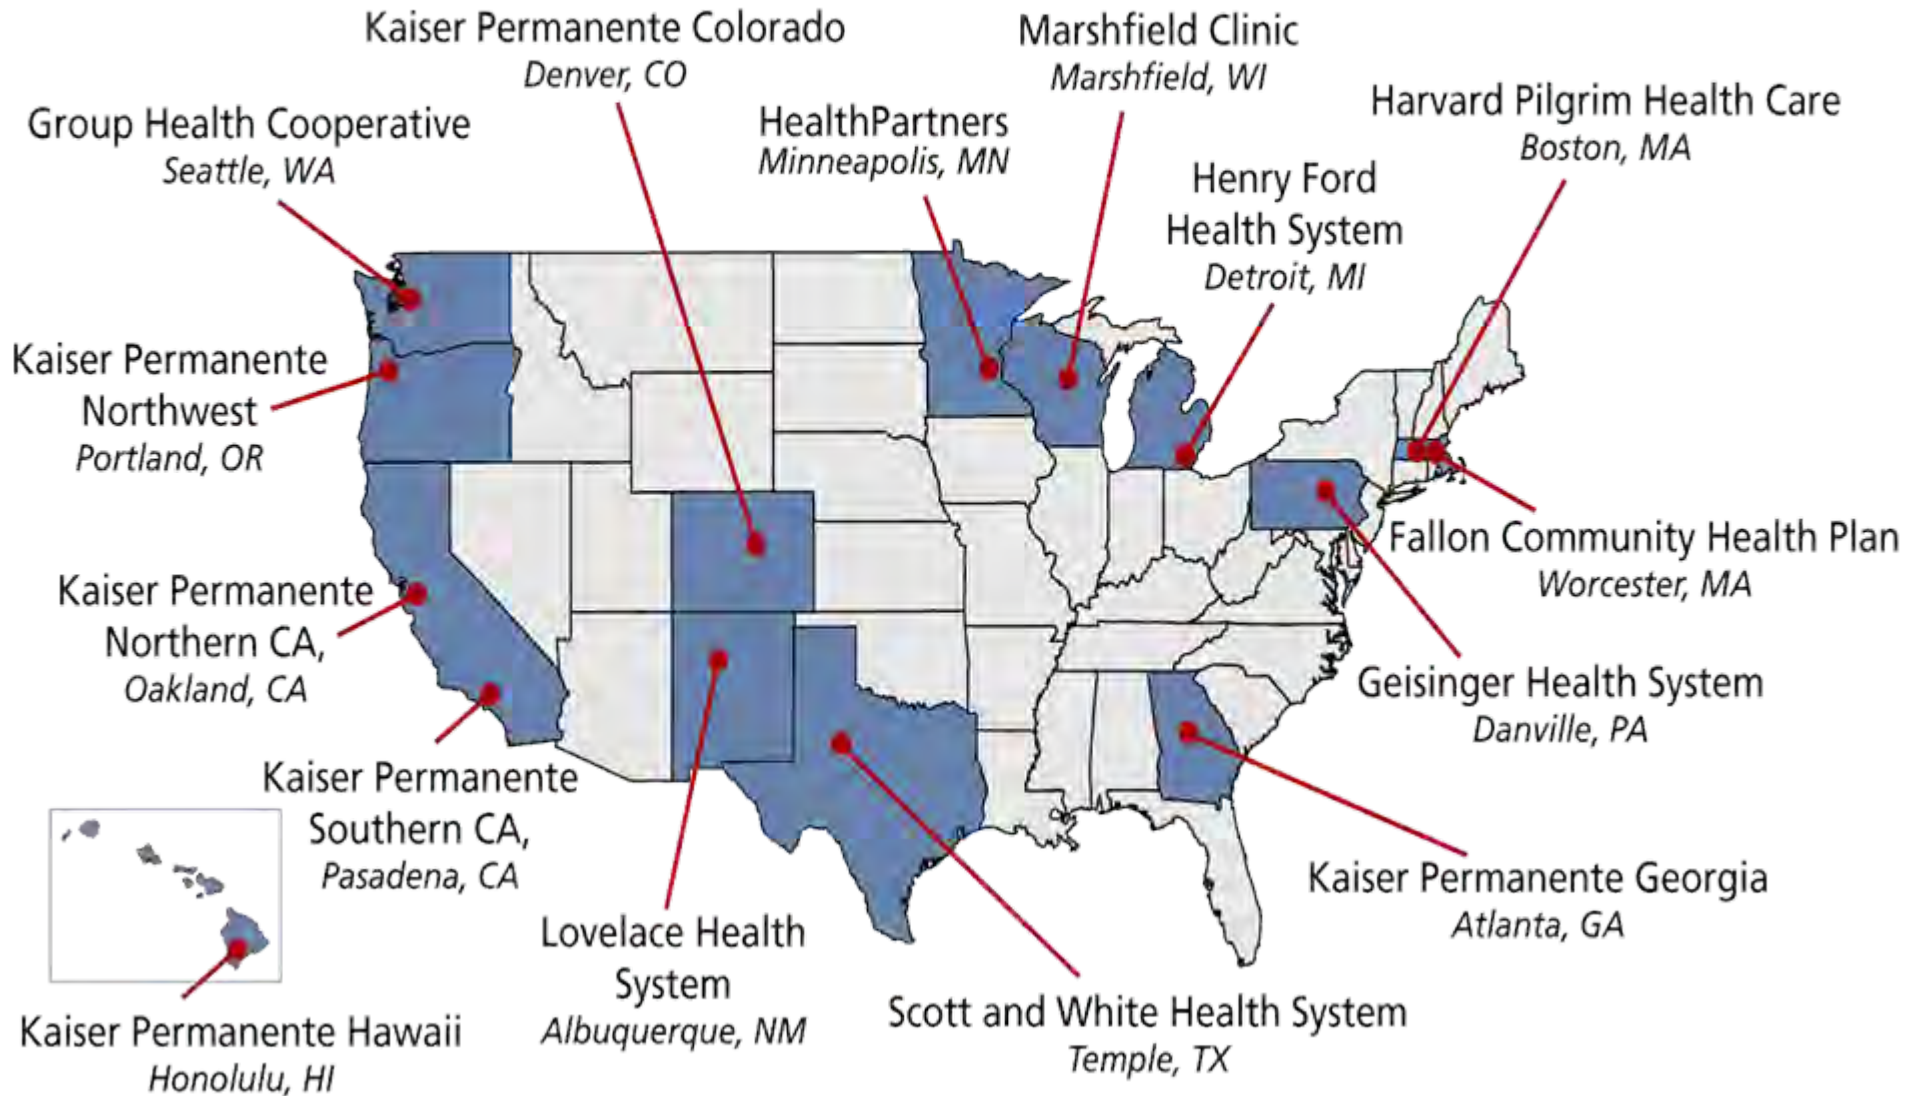 Kaiser Permanente Colorado
Denver, CO
Marshfield Clinic
Marshfield, WI
Group Health Cooperative
Seattle, WA
HealthPartners
Minneapolis, MN
Harvard Pilgrim Health Care
Boston, MA
Henry Ford
Health System
Detroit, MI
Kaiser Permanente
Northwest
Portland, OR
Fallon Community Health Plan
Worcester, MA
Kaiser Permanente
Northern CA,
Oakland, CA
Geisinger Health System
Danville, PA
Kaiser Permanente
Southern CA,
Pasadena, CA
Kaiser Permanente Georgia
Atlanta, GA
Lovelace Health
System
Albuquerque, NM
Scott and White Health System
Temple, TX
Kaiser Permanente Hawaii
Honolulu, HI